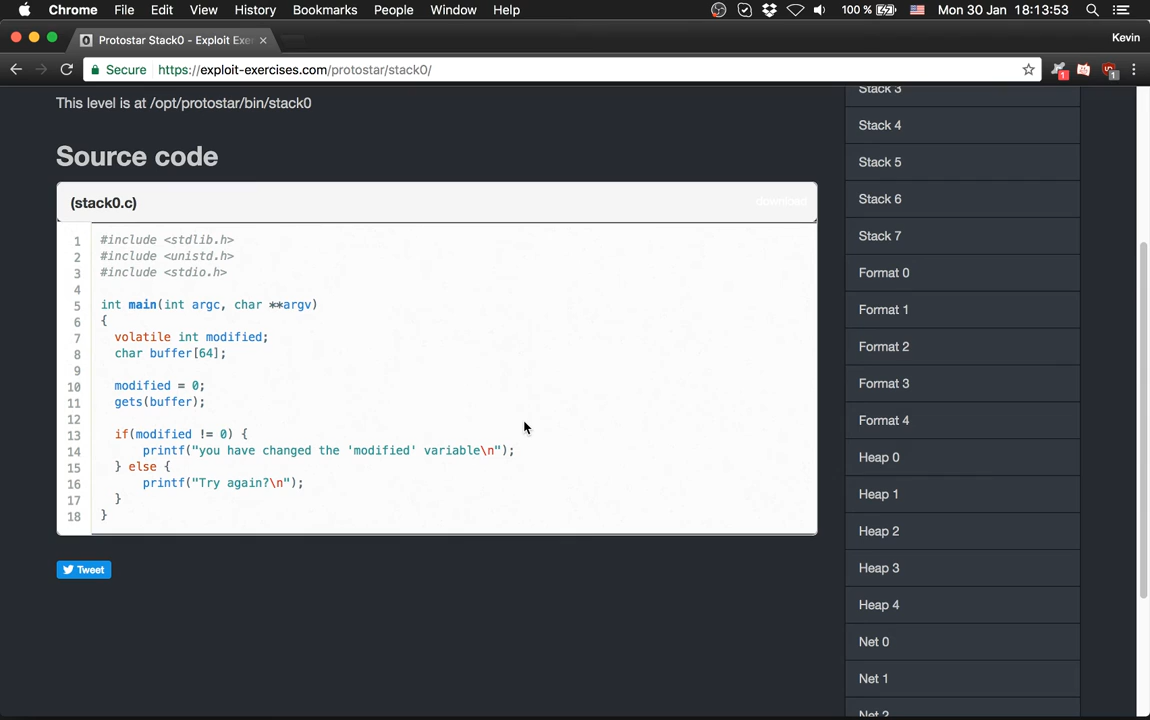 Chrome File Edit View History Bookmarks People Window Help 100 % Mon 30 Jan 18:13:53
Protostar Stack0 - Exploit Exe
Kevin
Secure https://exploit-exercises.com/protostar/stack0/
This level is at /opt/protostar/bin/stack0
Source code
(stack0.c) download
1 #include <stdlib.h>
2 #include <unistd.h>
3 #include <stdio.h>
4
5 int main(int argc, char **argv)
6 {
7 volatile int modified;
8 char buffer[64];
9
10 modified = 0;
11 gets(buffer);
12
13 if(modified != 0) {
14 printf("you have changed the 'modified' variable\n");
15 } else {
16 printf("Try again?\n");
17 }
18 }
Tweet
Stack 3
Stack 4
Stack 5
Stack 6
Stack 7
Format 0
Format 1
Format 2
Format 3
Format 4
Heap 0
Heap 1
Heap 2
Heap 3
Heap 4
Net 0
Net 1
Net 2